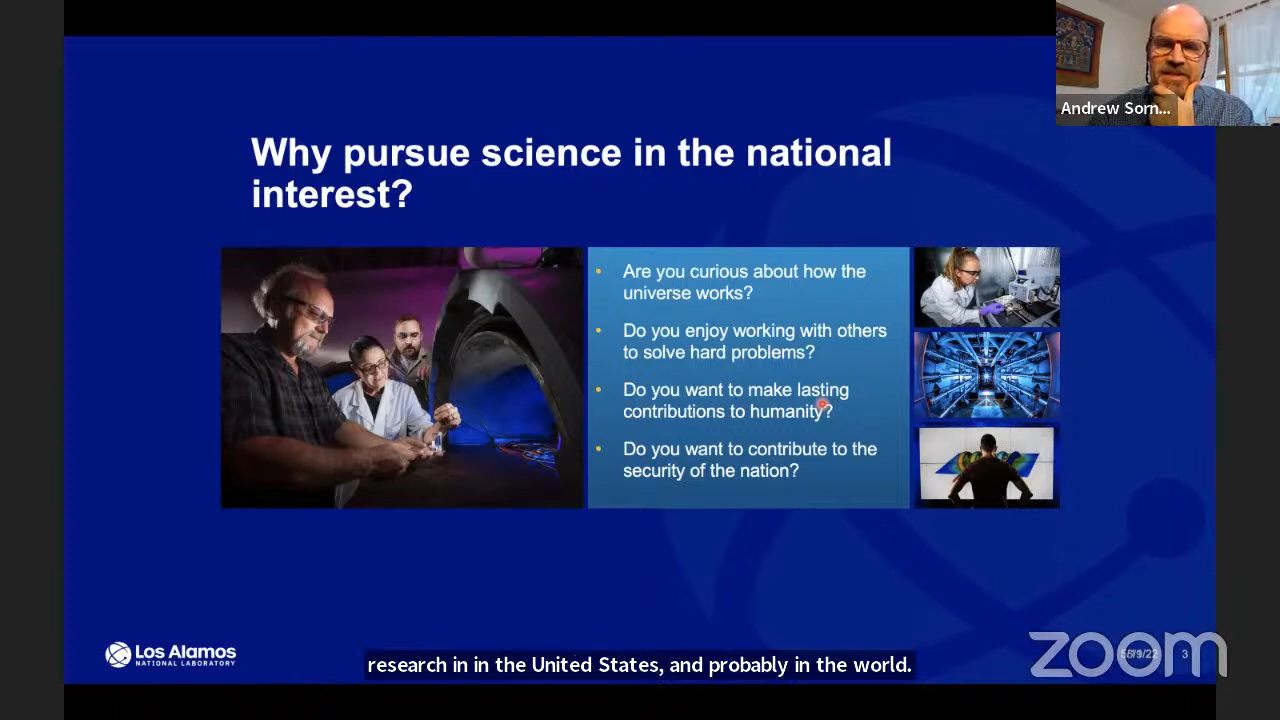 Andrew Sorn...
Why pursue science in the national
interest?
• Are you curious about how the
universe works?
• Do you enjoy working with others
to solve hard problems?
• Do you want to make lasting
contributions to humanity?
• Do you want to contribute to the
security of the nation?
Los Alamos
NATIONAL LABORATORY
research in in the United States, and probably in the world.
zoom
3